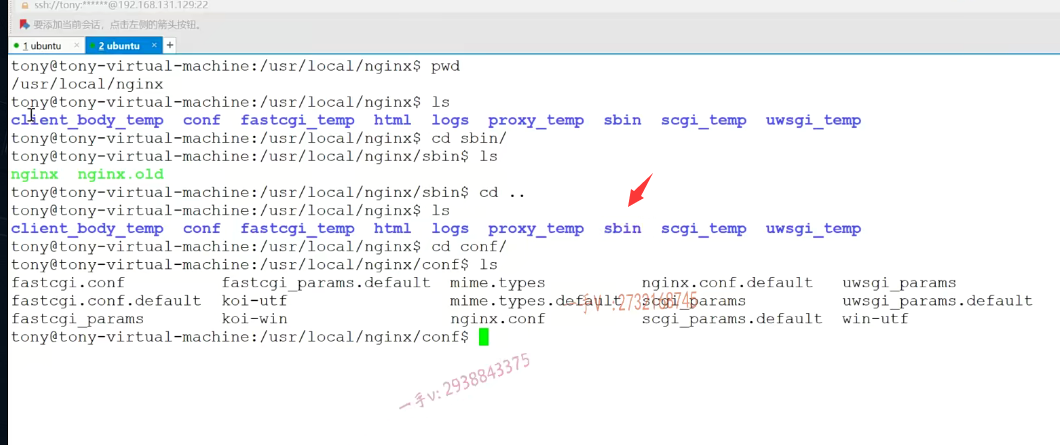 ssh://tony:******@192.168.131.129:22
要添加当前会话，点击左侧的箭头按钮。
1 ubuntu × 2 ubuntu × +
tony@tony-virtual-machine:/usr/local/nginx$ pwd
/usr/local/nginx
tony@tony-virtual-machine:/usr/local/nginx$ ls
client_body_temp conf fastcgi_temp html logs proxy_temp sbin scgi_temp uwsgi_temp
tony@tony-virtual-machine:/usr/local/nginx$ cd sbin/
tony@tony-virtual-machine:/usr/local/nginx/sbin$ ls
nginx nginx.old
tony@tony-virtual-machine:/usr/local/nginx/sbin$ cd ..
tony@tony-virtual-machine:/usr/local/nginx$ ls
client_body_temp conf fastcgi_temp html logs proxy_temp sbin scgi_temp uwsgi_temp
tony@tony-virtual-machine:/usr/local/nginx$ cd conf/
tony@tony-virtual-machine:/usr/local/nginx/conf$ ls
fastcgi.conf fastcgi_params.default mime.types nginx.conf.default uwsgi_params
fastcgi.conf.default koi-utf mime.types.default scgi_params uwsgi_params.default
fastcgi_params koi-win nginx.conf scgi_params.default win-utf
tony@tony-virtual-machine:/usr/local/nginx/conf$
一手v: 2938843375